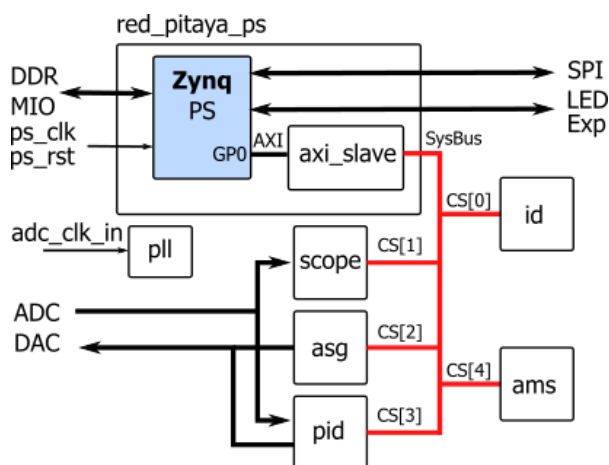 red_pitaya_ps
DDR
MIO
ps_clk
ps_rst
Zynq
PS
GP0
AXI
axi_slave
SysBus
SPI
LED
Exp
CS[0]
id
adc_clk_in
pll
scope
CS[1]
ADC
DAC
asg
CS[2]
CS[4]
ams
pid
CS[3]